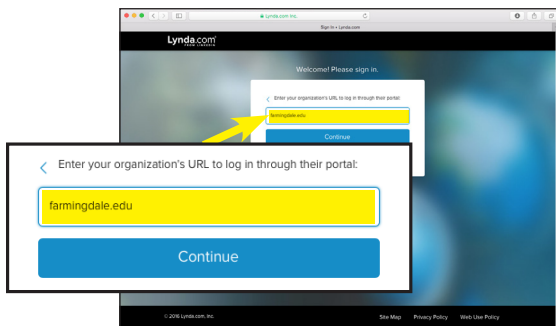 Lynda.com Inc.
Sign in - Lynda.com
Lynda.com
FROM LINKEDIN
Welcome! Please sign in.
Enter your organization's URL to log in through their portal:
farmingdale.edu
Continue
Enter your organization's URL to log in through their portal:
farmingdale.edu
Continue
© 2016 Lynda.com, Inc.
Site Map Privacy Policy Web Use Policy